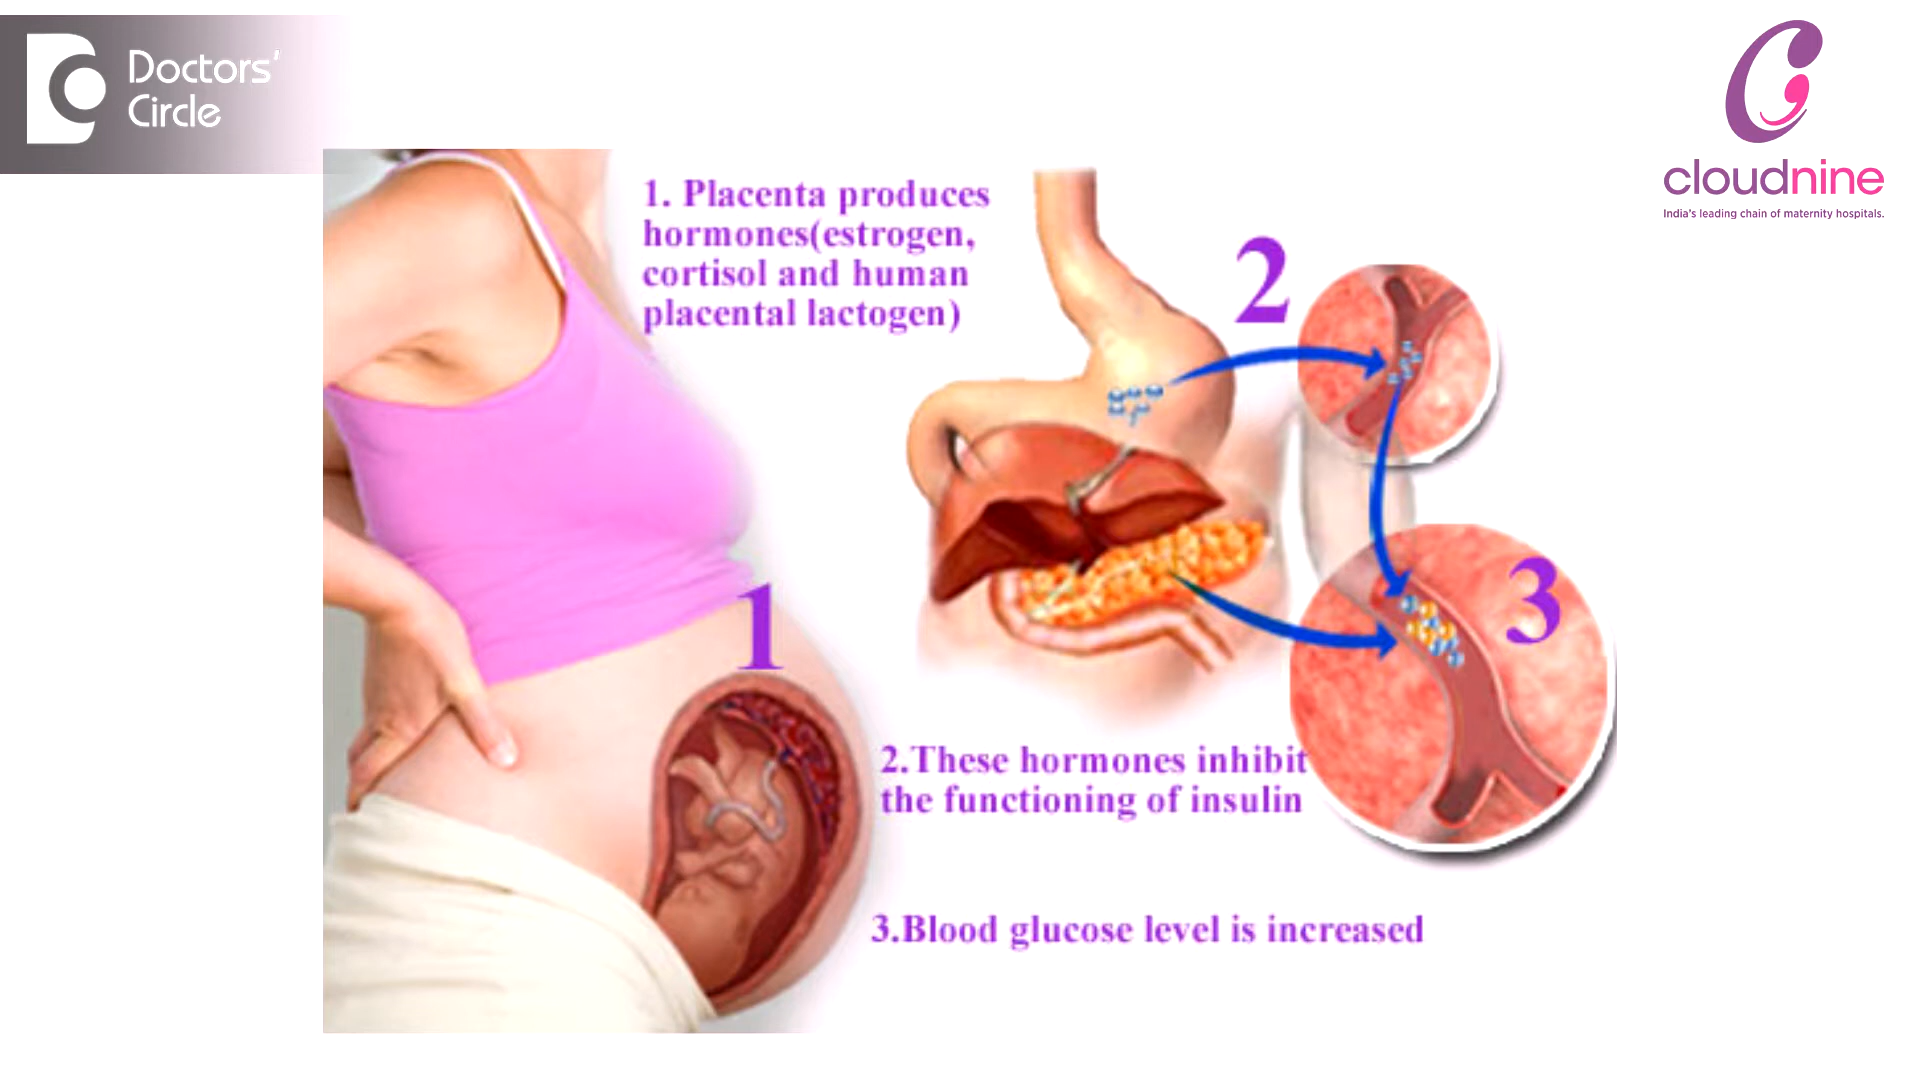 Doctors'
Circle
cloudnine
India's leading chain of maternity hospitals.
1. Placenta produces
hormones(estrogen,
cortisol and human
placental lactogen)
2
3
1
2.These hormones inhibit
the functioning of insulin
3.Blood glucose level is increased